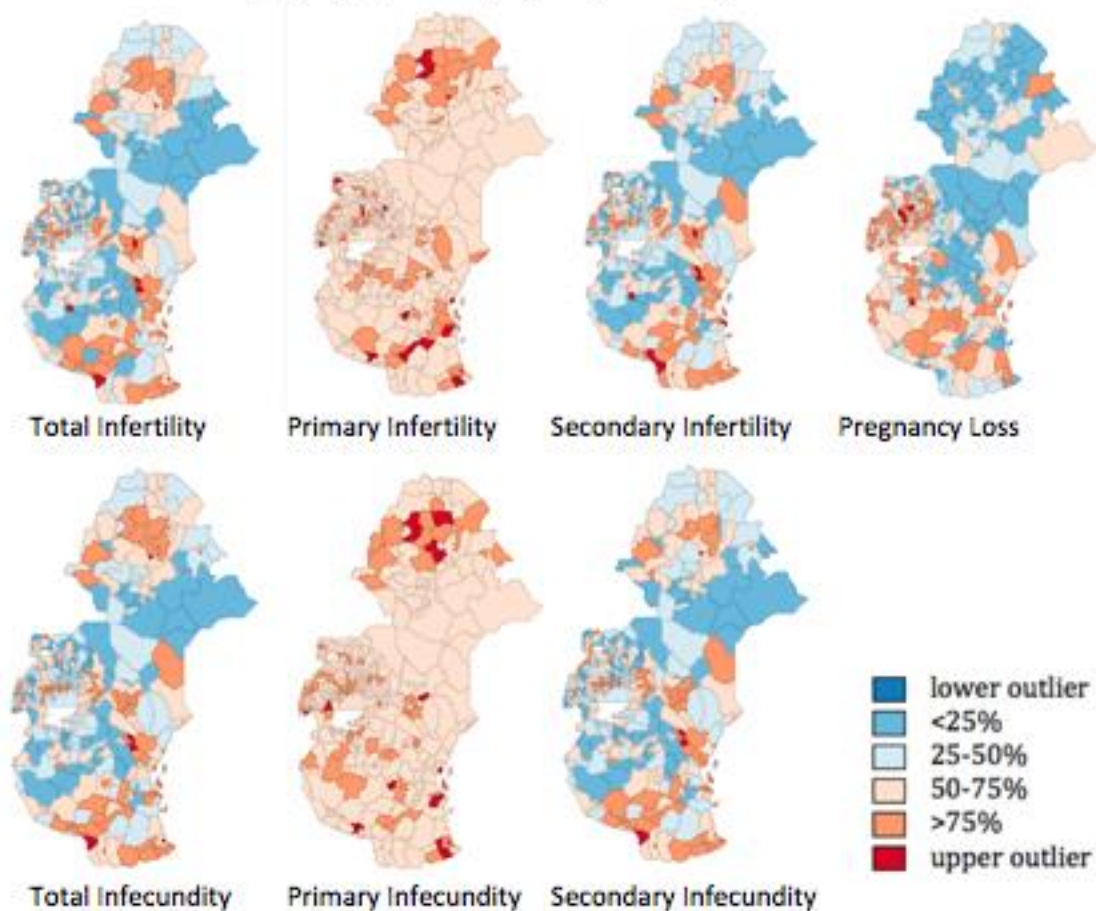 Total Infertility
Primary Infertility
Secondary Infertility
Pregnancy Loss
lower outlier
<25%
25-50%
50-75%
>75%
upper outlier
Total Infecundity
Primary Infecundity
Secondary Infecundity